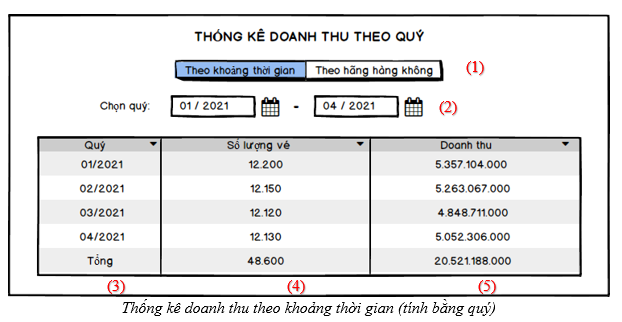 THỐNG KÊ DOANH THU THEO QUÝ
Theo khoảng thời gian Theo hãng hàng không (1)
Chọn quý: 01 / 2021 - 04 / 2021 (2)
Quý Số lượng vé Doanh thu
01/2021 12.200 5.357.104.000
02/2021 12.150 5.263.067.000
03/2021 12.120 4.848.711.000
04/2021 12.130 5.052.306.000
Tổng 48.600 20.521.188.000
(3) (4) (5)
Thống kê doanh thu theo khoảng thời gian (tính bằng quý)